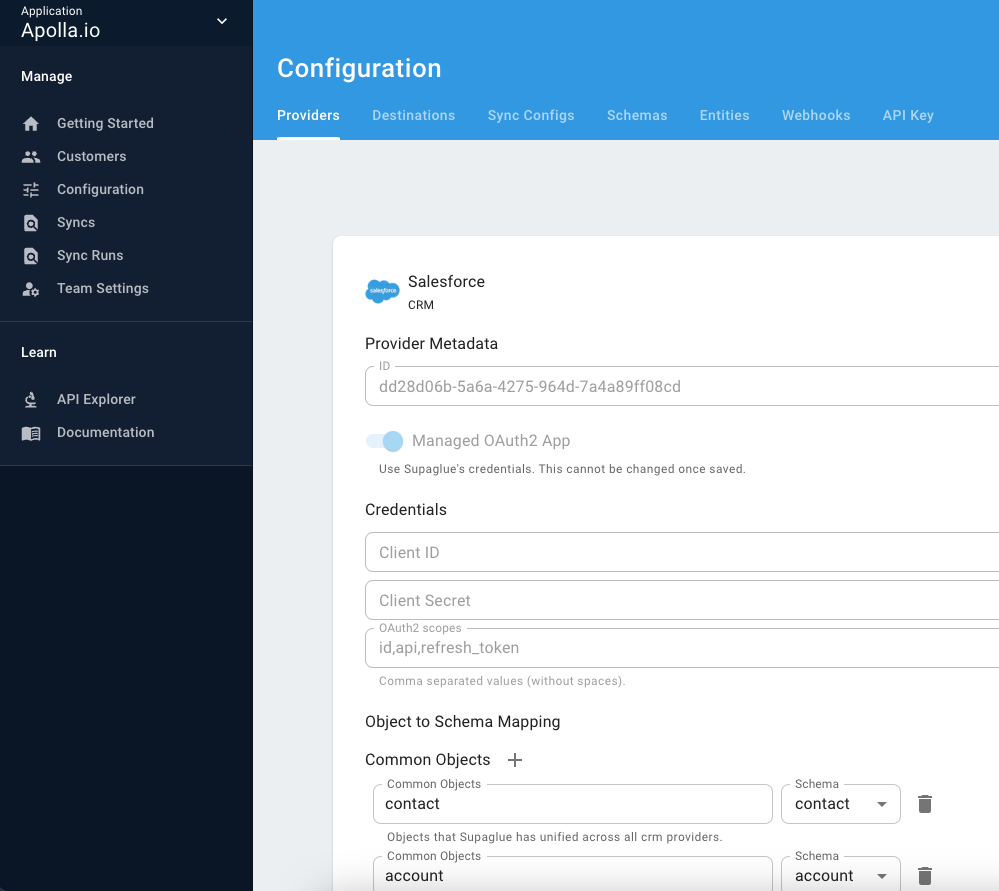 Application
Apolla.io
Manage
Getting Started
Customers
Configuration
Syncs
Sync Runs
Team Settings
Learn
API Explorer
Documentation
Configuration
Providers Destinations Sync Configs Schemas Entities Webhooks API Key
salesforce
Salesforce
CRM
Provider Metadata
ID
dd28d06b-5a6a-4275-964d-7a4a89ff08cd
Managed OAuth2 App
Use Supaglue's credentials. This cannot be changed once saved.
Credentials
Client ID
Client Secret
OAuth2 scopes
id,api,refresh_token
Comma separated values (without spaces).
Object to Schema Mapping
Common Objects
Common Objects Schema
contact contact
Objects that Supaglue has unified across all crm providers.
Common Objects Schema
account account